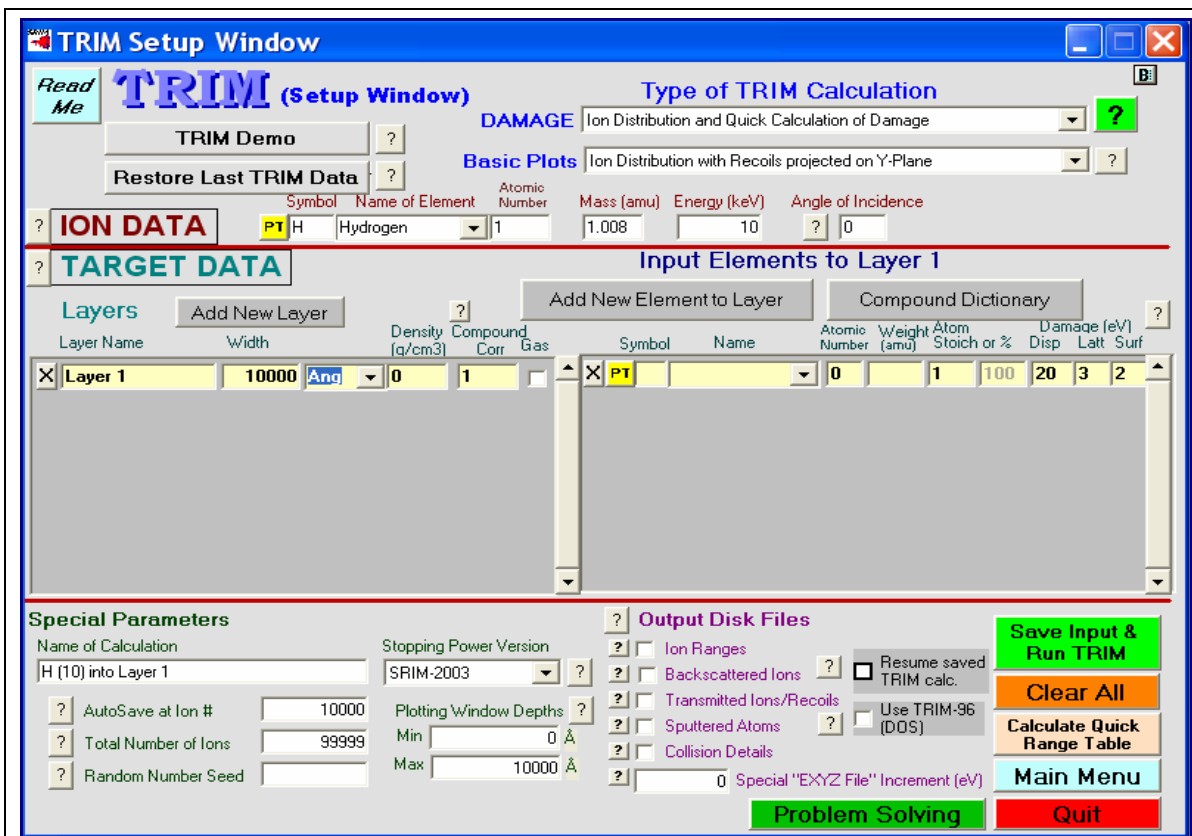 TRIM Setup Window
Read Me
TRIM (Setup Window)
Type of TRIM Calculation
B
TRIM Demo ?
DAMAGE Ion Distribution and Quick Calculation of Damage ?
Restore Last TRIM Data ?
Basic Plots Ion Distribution with Recoils projected on Y-Plane ?
Symbol Name of Element Atomic Number Mass (amu) Energy (keV) Angle of Incidence
? ION DATA PT H Hydrogen 1 1.008 10 ? 0
? TARGET DATA
Input Elements to Layer 1
Layers Add New Layer ?
Add New Element to Layer Compound Dictionary ?
Layer Name Width Density (g/cm3) Compound Corr Gas
Symbol Name Atomic Number Weight (amu) Atom Stoich or % Damage (eV) Disp Latt Surf
X Layer 1 10000 Ang 0 1
X PT 0 1 100 20 3 2
Special Parameters
Name of Calculation
H (10) into Layer 1
Stopping Power Version
SRIM-2003 ?
? AutoSave at Ion # 10000
? Total Number of Ions 99999
? Random Number Seed
Plotting Window Depths ?
Min 0 Å
Max 10000 Å
? Output Disk Files
? Ion Ranges
? Backscattered Ions
? Transmitted Ions/Recoils
? Sputtered Atoms
? Collision Details
? 0 Special "EXYZ File" Increment (eV)
? Resume saved TRIM calc.
? Use TRIM-96 (DOS)
Save Input & Run TRIM
Clear All
Calculate Quick Range Table
Main Menu
Problem Solving
Quit